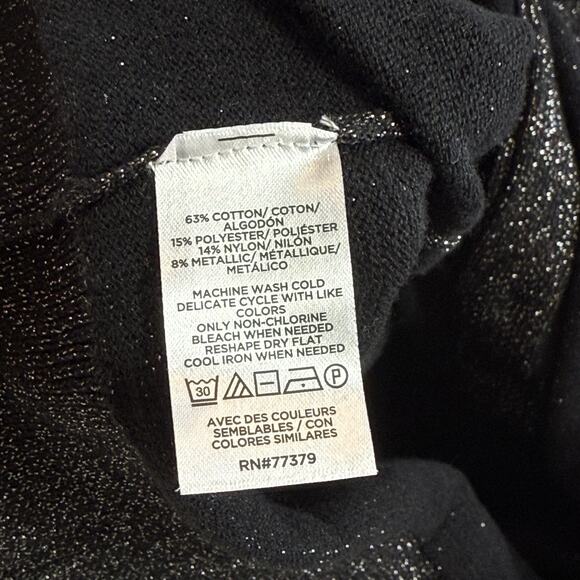 63% COTTON/ COTON/
ALGODÓN
15% POLYESTER/ POLIÉSTER
14% NYLON/ NILÓN
8% METALLIC/ MÉTALLIQUE/
METÁLICO
MACHINE WASH COLD
DELICATE CYCLE WITH LIKE
COLORS
ONLY NON-CHLORINE
BLEACH WHEN NEEDED
RESHAPE DRY FLAT
COOL IRON WHEN NEEDED
30 P
AVEC DES COULEURS
SEMBLABLES / CON
COLORES SIMILARES
RN#77379